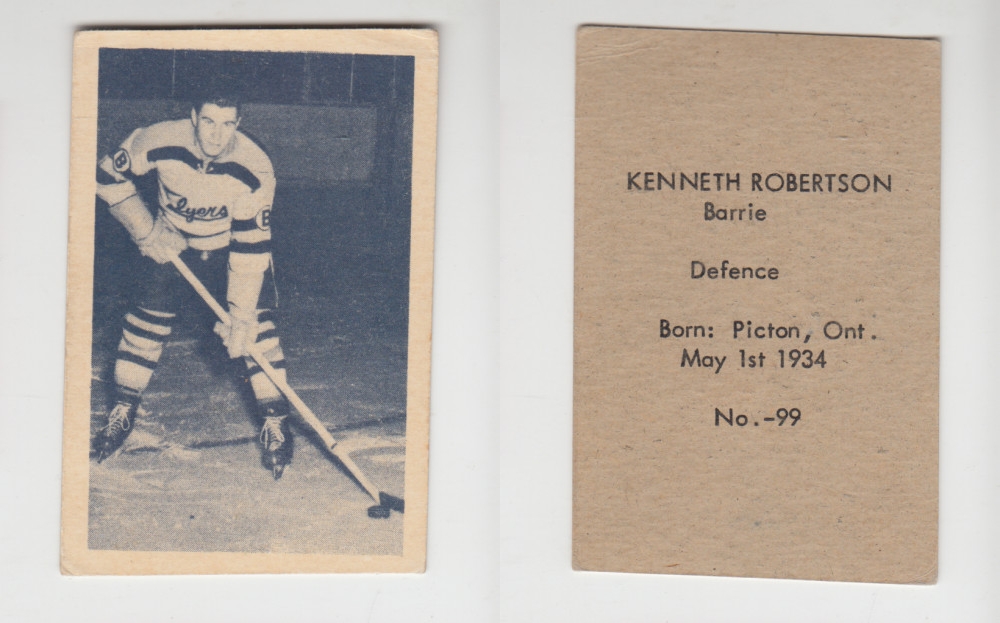 B
Flyers
B
KENNETH ROBERTSON
Barrie
Defence
Born: Picton, Ont.
May 1st 1934
No.-99